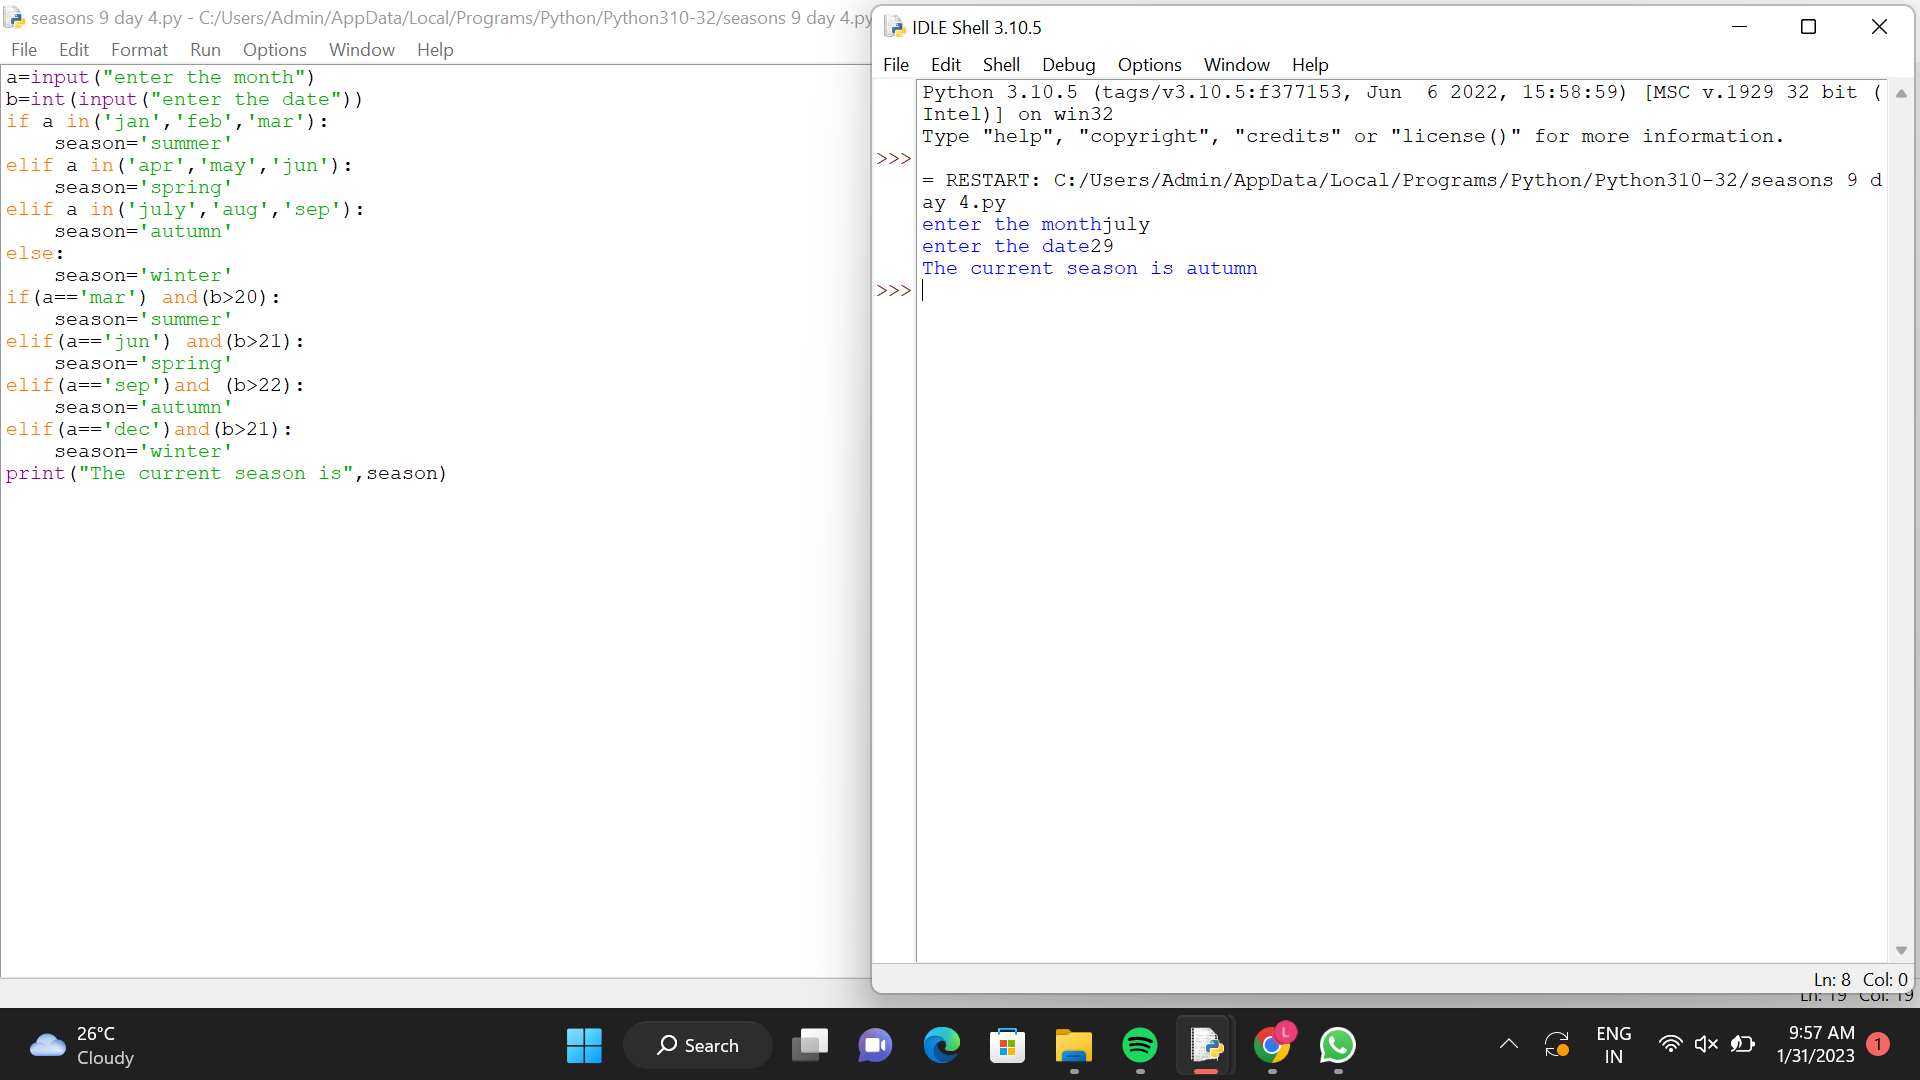 seasons 9 day 4.py - C:/Users/Admin/AppData/Local/Programs/Python/Python310-32/seasons 9 day 4.py
File Edit Format Run Options Window Help
a=input("enter the month")
b=int(input("enter the date"))
if a in('jan','feb','mar'):
    season='summer'
elif a in('apr','may','jun'):
    season='spring'
elif a in('july','aug','sep'):
    season='autumn'
else:
    season='winter'
if(a=='mar') and(b>20):
    season='summer'
elif(a=='jun') and(b>21):
    season='spring'
elif(a=='sep')and (b>22):
    season='autumn'
elif(a=='dec')and(b>21):
    season='winter'
print("The current season is",season)
IDLE Shell 3.10.5
File Edit Shell Debug Options Window Help
Python 3.10.5 (tags/v3.10.5:f377153, Jun  6 2022, 15:58:59) [MSC v.1929 32 bit (
Intel)] on win32
Type "help", "copyright", "credits" or "license()" for more information.
>>>
= RESTART: C:/Users/Admin/AppData/Local/Programs/Python/Python310-32/seasons 9 d
ay 4.py
enter the monthjuly
enter the date29
The current season is autumn
>>>
Ln: 8 Col: 0
Ln: 19 Col: 19
26°C
Cloudy
Search
L
ENG
IN
9:57 AM
1/31/2023
1